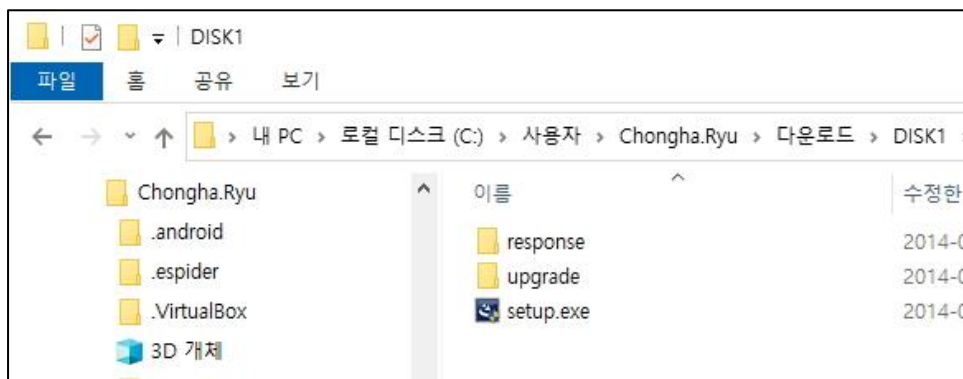 DISK1
파일 홈 공유 보기
내 PC 로컬 디스크 (C:) 사용자 Chongha.Ryu 다운로드 DISK1
Chongha.Ryu
.android
.espider
.VirtualBox
3D 개체
이름 수정한
response 2014-0
upgrade 2014-0
setup.exe 2014-0